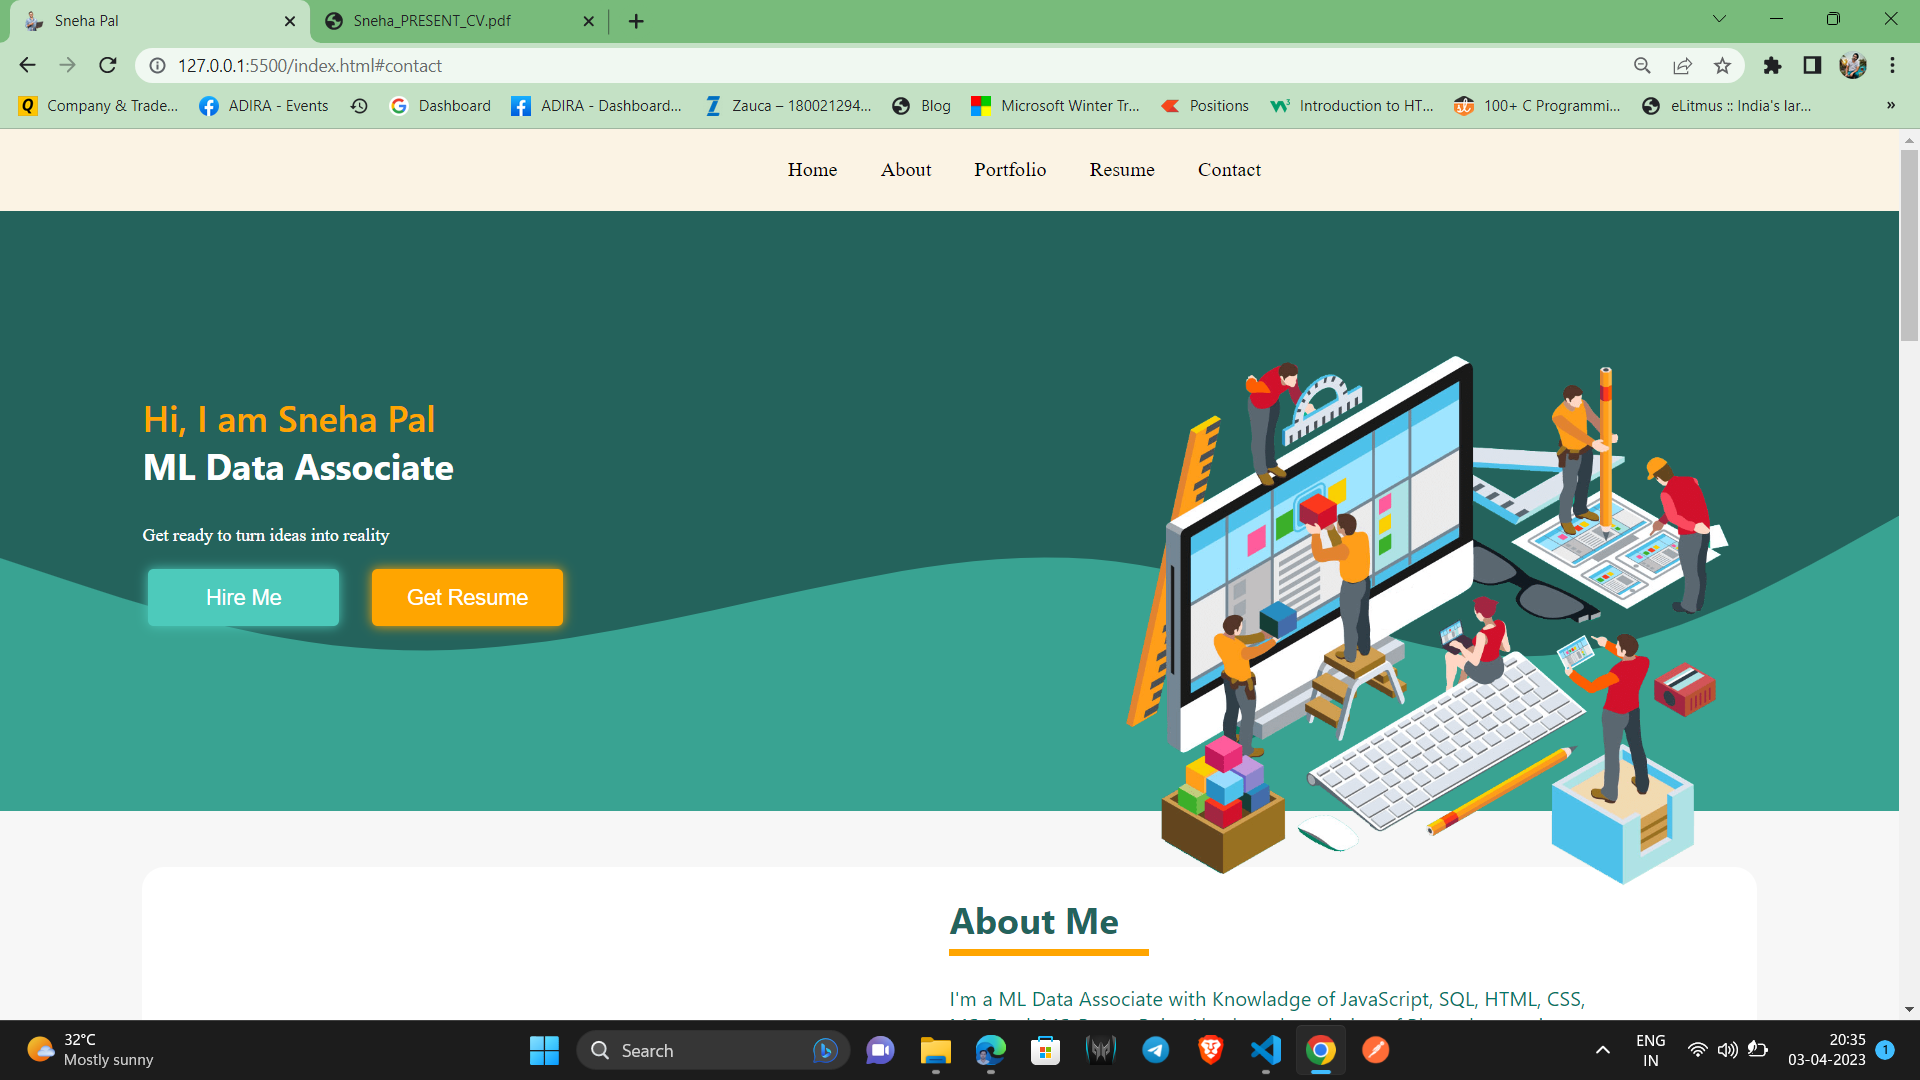 Sneha Pal
Sneha_PRESENT_CV.pdf
127.0.0.1:5500/index.html#contact
Company & Trade...
ADIRA - Events
Dashboard
ADIRA - Dashboard...
Zauca – 180021294...
Blog
Microsoft Winter Tr...
Positions
Introduction to HT...
100+ C Programmi...
eLitmus :: India's lar...
»
Home
About
Portfolio
Resume
Contact
Hi, I am Sneha Pal
ML Data Associate
Get ready to turn ideas into reality
Hire Me
Get Resume
About Me
I'm a ML Data Associate with Knowladge of JavaScript, SQL, HTML, CSS,
32°C
Mostly sunny
Search
ENG
IN
20:35
03-04-2023
1